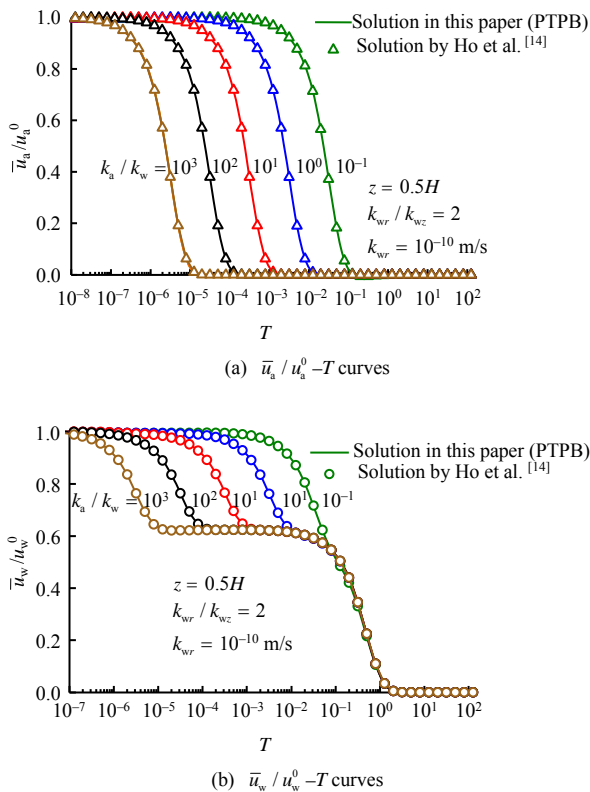 Solution in this paper (PTPB)
Solution by Ho et al. [14]
1.0
0.8
0.6
0.4
0.2
0.0
ū_a/u_a^0
k_a / k_w = 10^3 10^2 10^1 10^0 10^-1
z = 0.5H
k_wr / k_wz = 2
k_wr = 10^-10 m/s
10^-8 10^-7 10^-6 10^-5 10^-4 10^-3 10^-2 10^-1 10^0 10^1 10^2
T
(a) ū_a / u_a^0 –T curves
Solution in this paper (PTPB)
Solution by Ho et al. [14]
1.0
0.8
0.6
0.4
0.2
0.0
ū_w/u_w^0
k_a / k_w = 10^3 10^2 10^1 10^1 10^-1
z = 0.5H
k_wr / k_wz = 2
k_wr = 10^-10 m/s
10^-7 10^-6 10^-5 10^-4 10^-3 10^-2 10^-1 10^0 10^1 10^2
T
(b) ū_w / u_w^0 –T curves